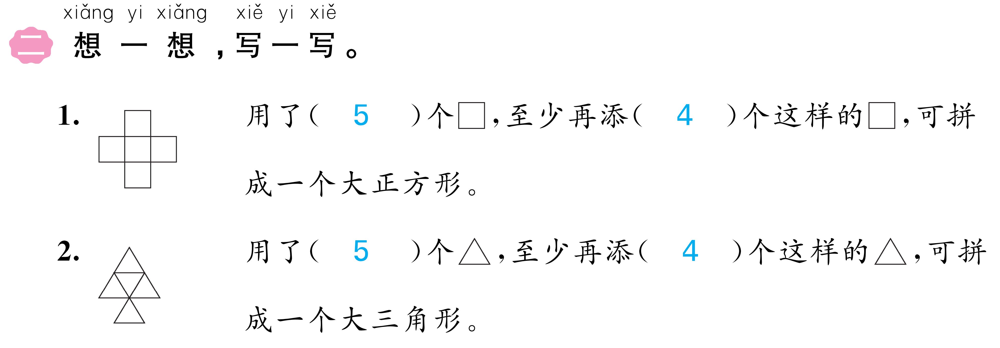 xiǎng yi xiǎng xiě yi xiě
二 想一想,写一写。
1. 用了( 5 )个□,至少再添( 4 )个这样的□,可拼
成一个大正方形。
2. 用了( 5 )个△,至少再添( 4 )个这样的△,可拼
成一个大三角形。